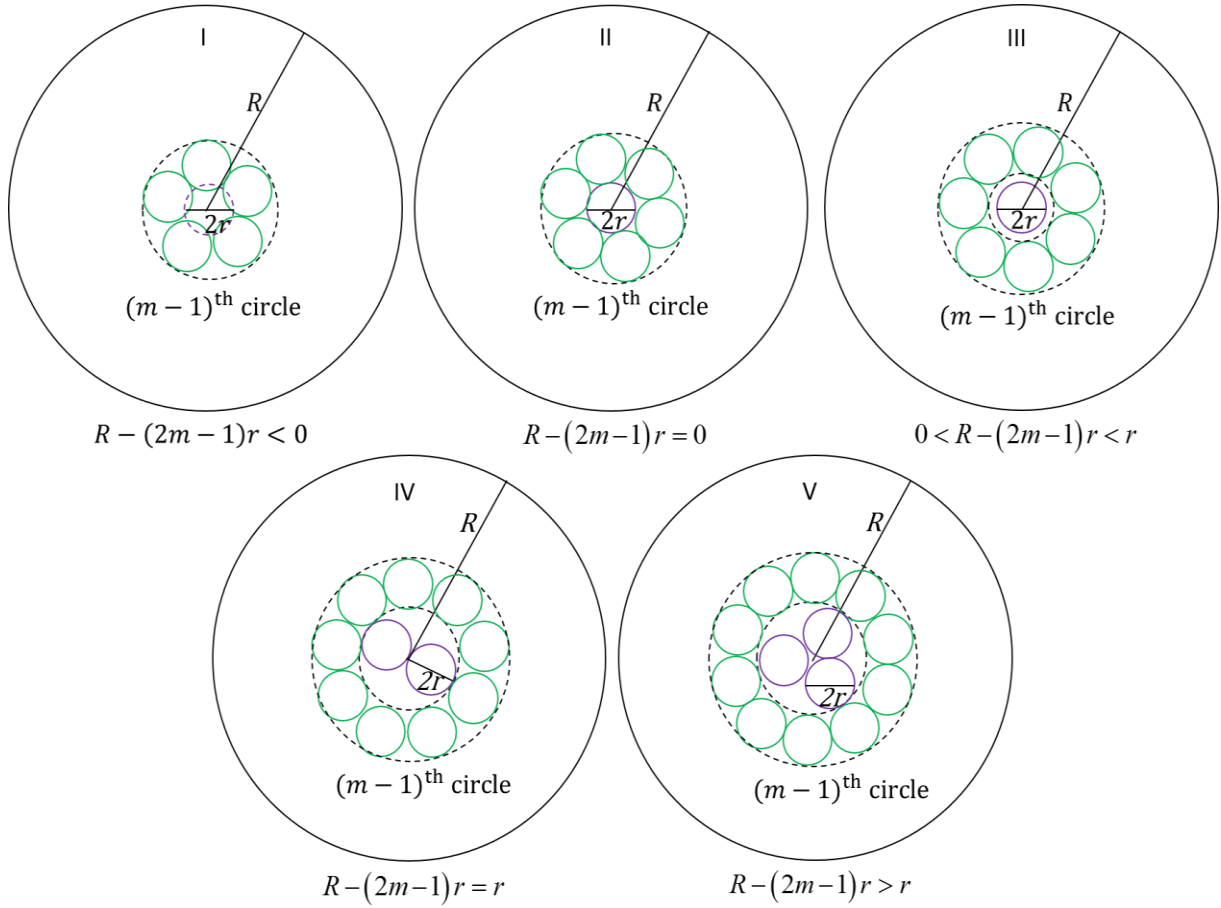 I
R
2r
(m − 1)ᵗʰ circle
R − (2m − 1)r < 0
II
R
2r
(m − 1)ᵗʰ circle
R − (2m − 1)r = 0
III
R
2r
(m − 1)ᵗʰ circle
0 < R − (2m − 1)r < r
IV
R
2r
(m − 1)ᵗʰ circle
R − (2m − 1)r = r
V
R
2r
(m − 1)ᵗʰ circle
R − (2m − 1)r > r